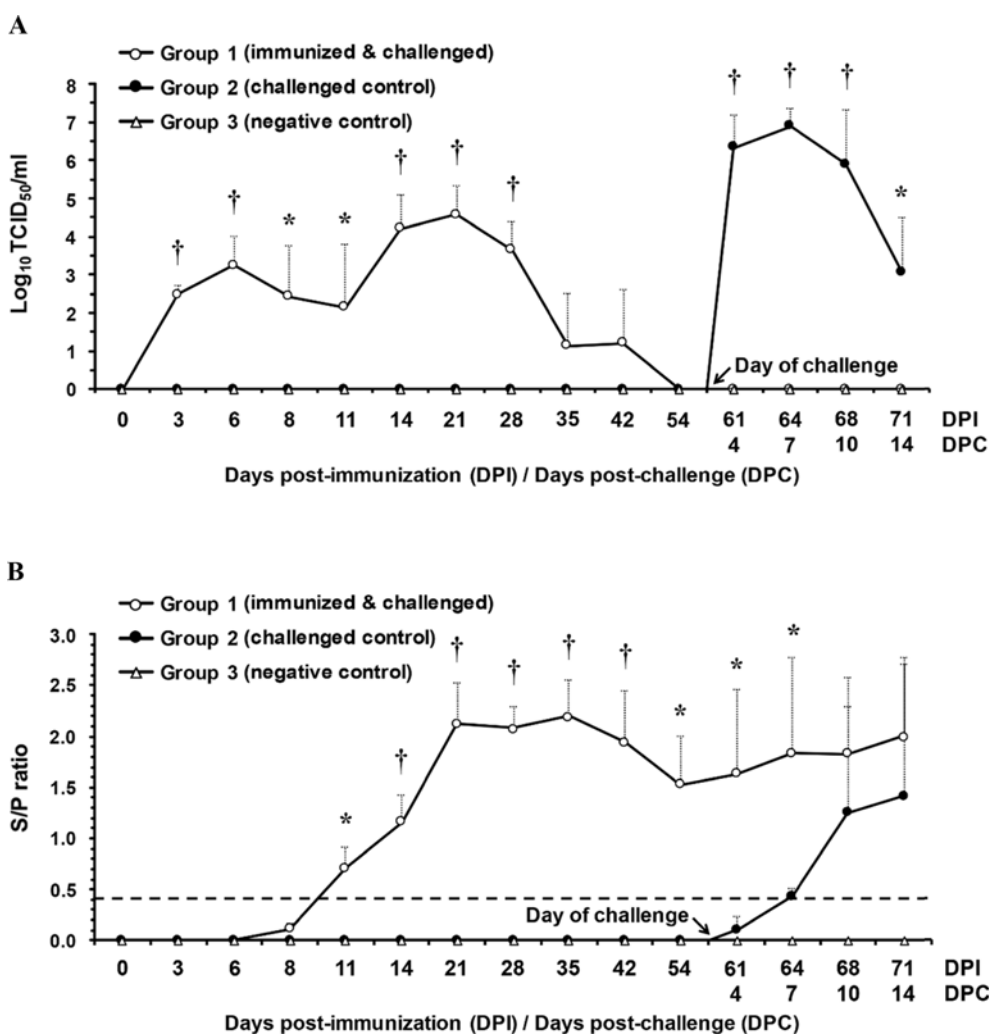 A
Group 1 (immunized & challenged)
Group 2 (challenged control)
Group 3 (negative control)
8
7
6
5
4
3
2
1
0
Log10 TCID50/ml
† † * * † † † † † † *
Day of challenge
0 3 6 8 11 14 21 28 35 42 54 61 64 68 71 DPI
4 7 10 14 DPC
Days post-immunization (DPI) / Days post-challenge (DPC)
B
Group 1 (immunized & challenged)
Group 2 (challenged control)
Group 3 (negative control)
3.0
2.5
2.0
1.5
1.0
0.5
0.0
S/P ratio
* † † † † † * * *
Day of challenge
0 3 6 8 11 14 21 28 35 42 54 61 64 68 71 DPI
4 7 10 14 DPC
Days post-immunization (DPI) / Days post-challenge (DPC)